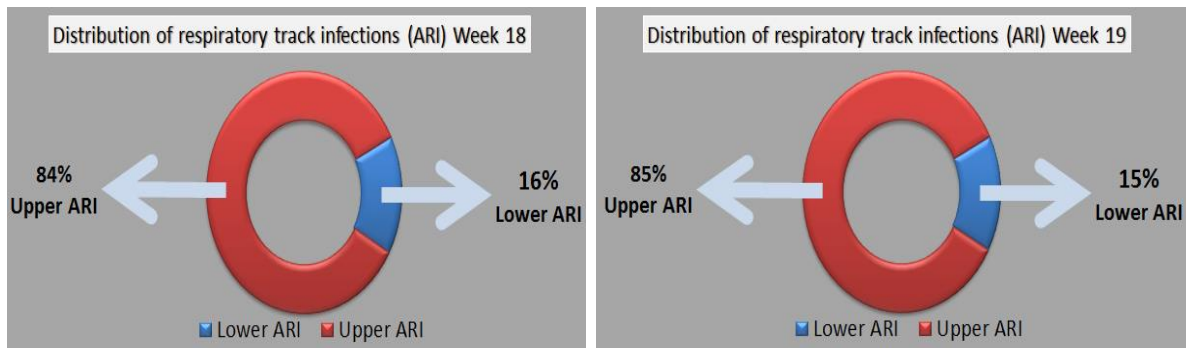 Distribution of respiratory track infections (ARI) Week 18
84%
Upper ARI
16%
Lower ARI
Lower ARI Upper ARI
Distribution of respiratory track infections (ARI) Week 19
85%
Upper ARI
15%
Lower ARI
Lower ARI Upper ARI